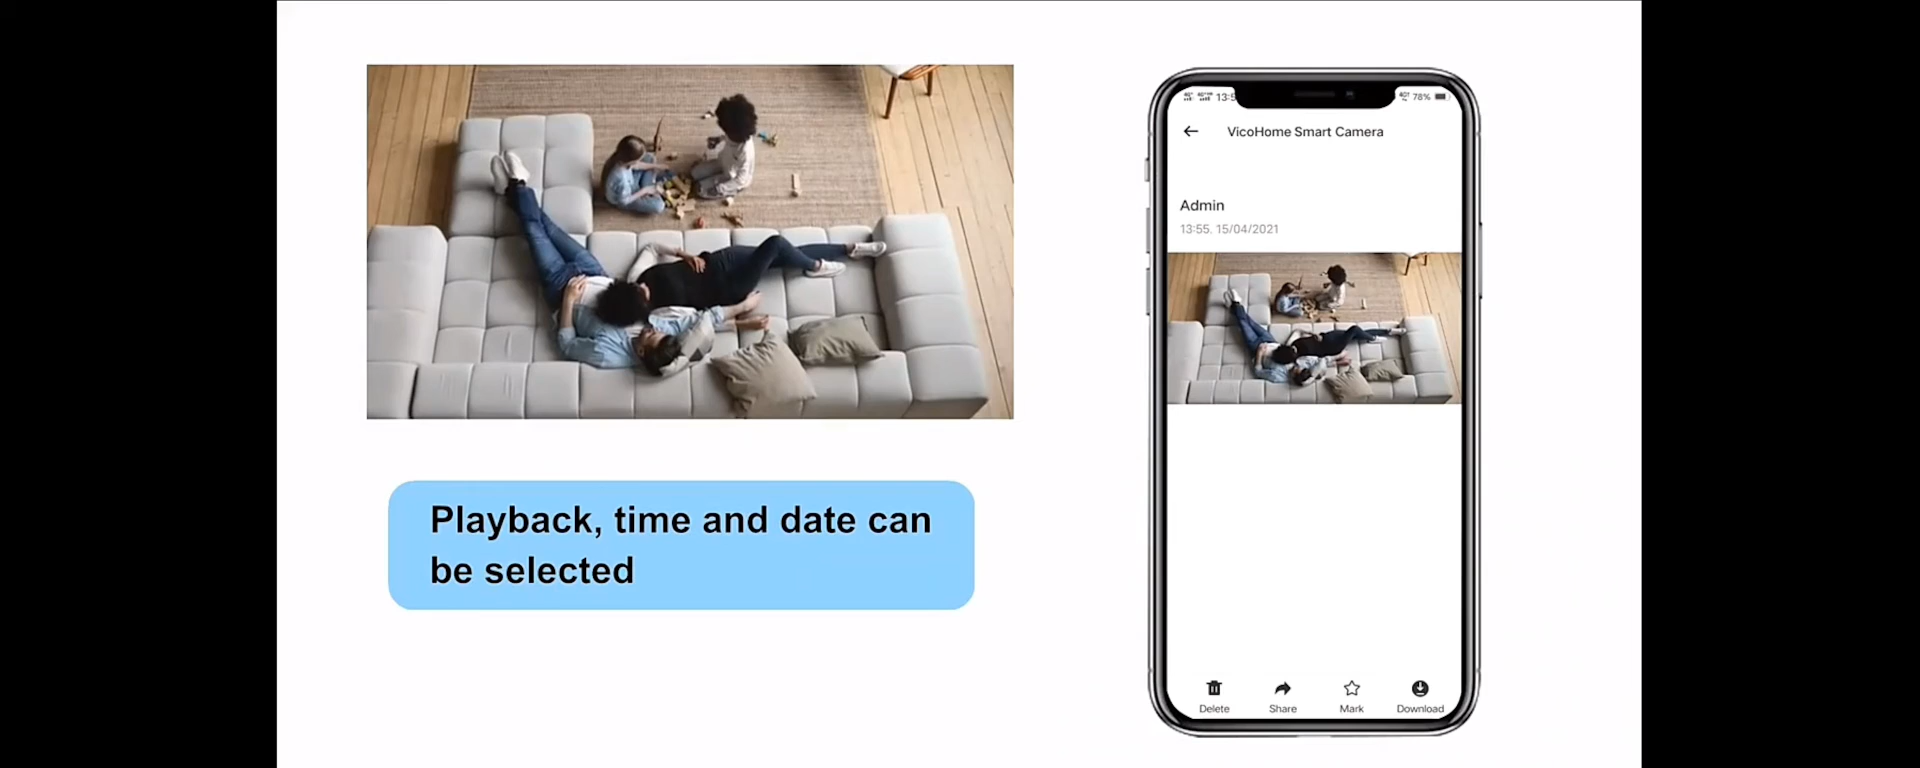 Playback, time and date can
be selected
78%
VicoHome Smart Camera
Admin
13:55. 15/04/2021
Delete
Share
Mark
Download